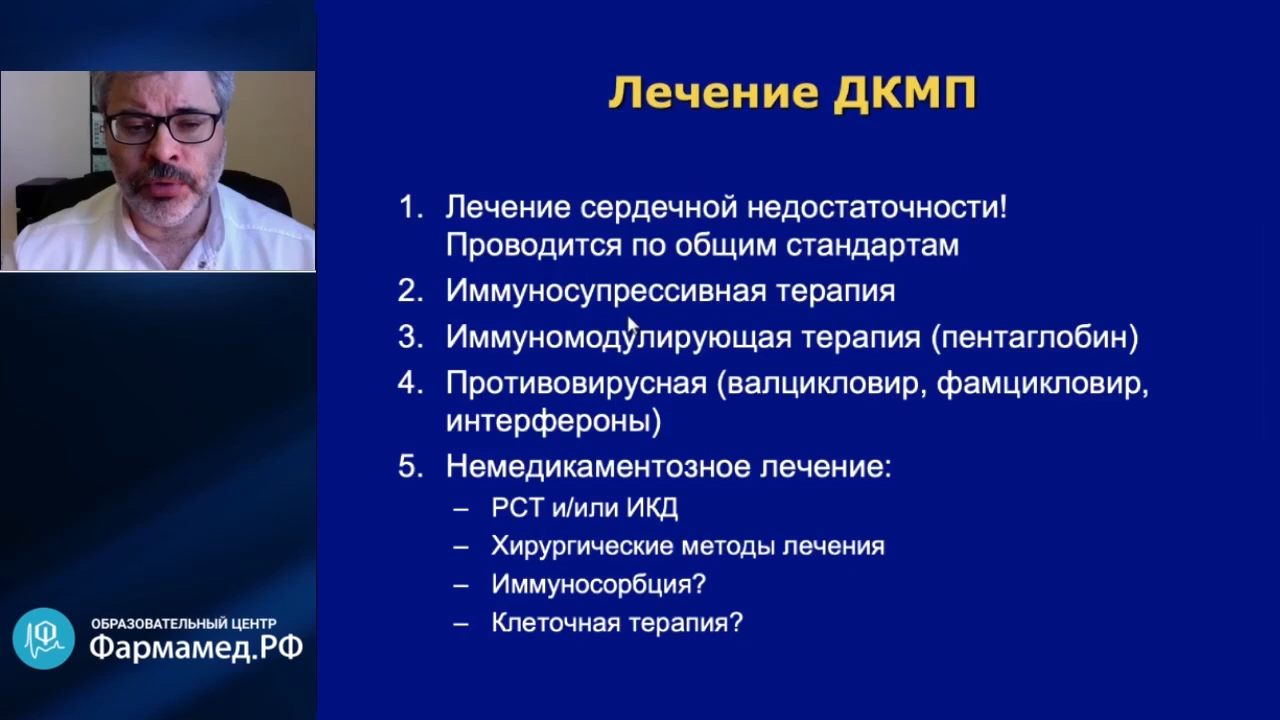 Лечение ДКМП
1. Лечение сердечной недостаточности!
Проводится по общим стандартам
2. Иммуносупрессивная терапия
3. Иммуномодулирующая терапия (пентаглобин)
4. Противовирусная (валцикловир, фамцикловир,
интерфероны)
5. Немедикаментозное лечение:
– РСТ и/или ИКД
– Хирургические методы лечения
– Иммуносорбция?
– Клеточная терапия?
ОБРАЗОВАТЕЛЬНЫЙ ЦЕНТР
Фармамед.РФ